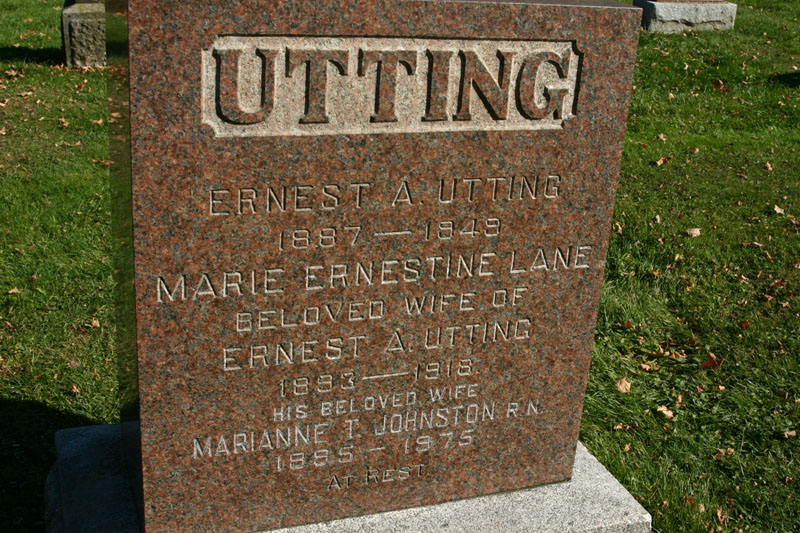 UTTING
ERNEST A. UTTING
1887 — 1949
MARIE ERNESTINE LANE
BELOVED WIFE OF
ERNEST A. UTTING
1883 — 1918
HIS BELOVED WIFE
MARIANNE T. JOHNSTON R.N.
1885 - 1975
AT REST